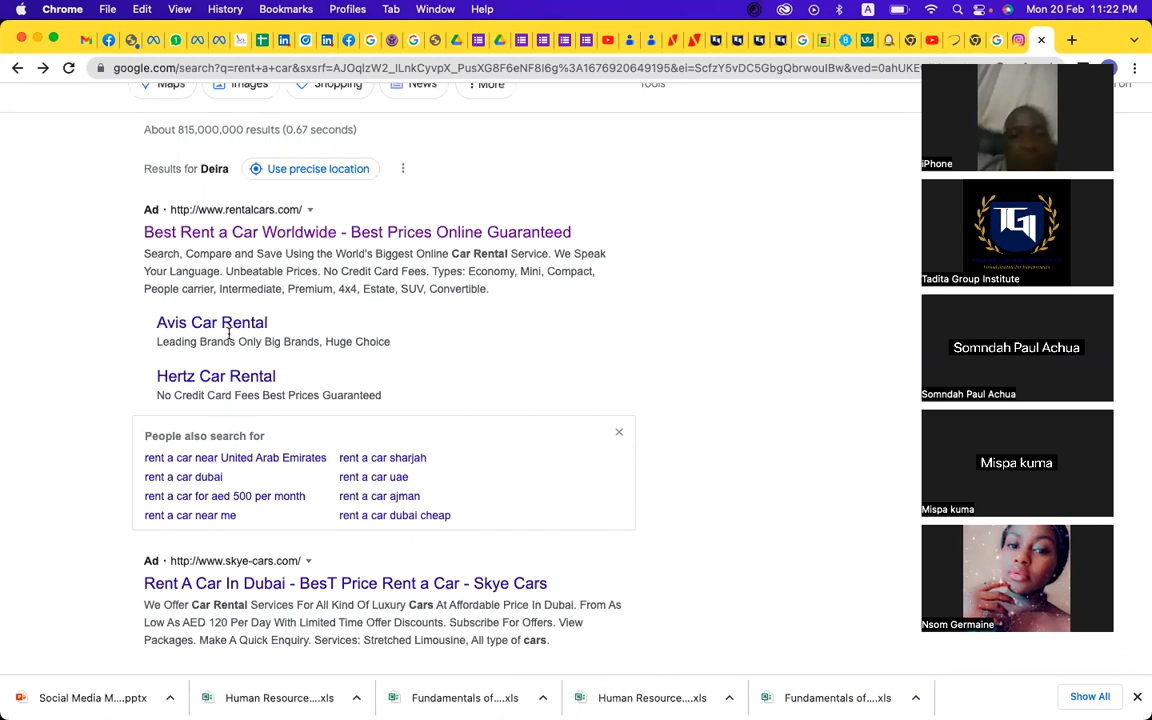 Chrome File Edit View History Bookmarks Profiles Tab Window Help
A
Mon 20 Feb 11:22 PM
Maps Images Shopping News More Tools
About 815,000,000 results (0.67 seconds)
Results for Deira Use precise location
Ad · http://www.rentalcars.com/
Best Rent a Car Worldwide - Best Prices Online Guaranteed
Search, Compare and Save Using the World's Biggest Online Car Rental Service. We Speak
Your Language. Unbeatable Prices. No Credit Card Fees. Types: Economy, Mini, Compact,
People carrier, Intermediate, Premium, 4x4, Estate, SUV, Convertible.
Avis Car Rental
Leading Brands Only Big Brands, Huge Choice
Hertz Car Rental
No Credit Card Fees Best Prices Guaranteed
People also search for
rent a car near United Arab Emirates
rent a car sharjah
rent a car dubai
rent a car uae
rent a car for aed 500 per month
rent a car ajman
rent a car near me
rent a car dubai cheap
Ad · http://www.skye-cars.com/
Rent A Car In Dubai - BesT Price Rent a Car - Skye Cars
We Offer Car Rental Services For All Kind Of Luxury Cars At Affordable Price In Dubai. From As
Low As AED 120 Per Day With Limited Time Offer Discounts. Subscribe For Offers. View
Packages. Make A Quick Enquiry. Services: Stretched Limousine, All type of cars.
iPhone
TGI
Tadita Group Institute
Somndah Paul Achua
Somndah Paul Achua
Mispa kuma
Mispa kuma
Nsom Germaine
Social Media M....pptx
Human Resource....xls
Fundamentals of....xls
Human Resource....xls
Fundamentals of....xls
Show All